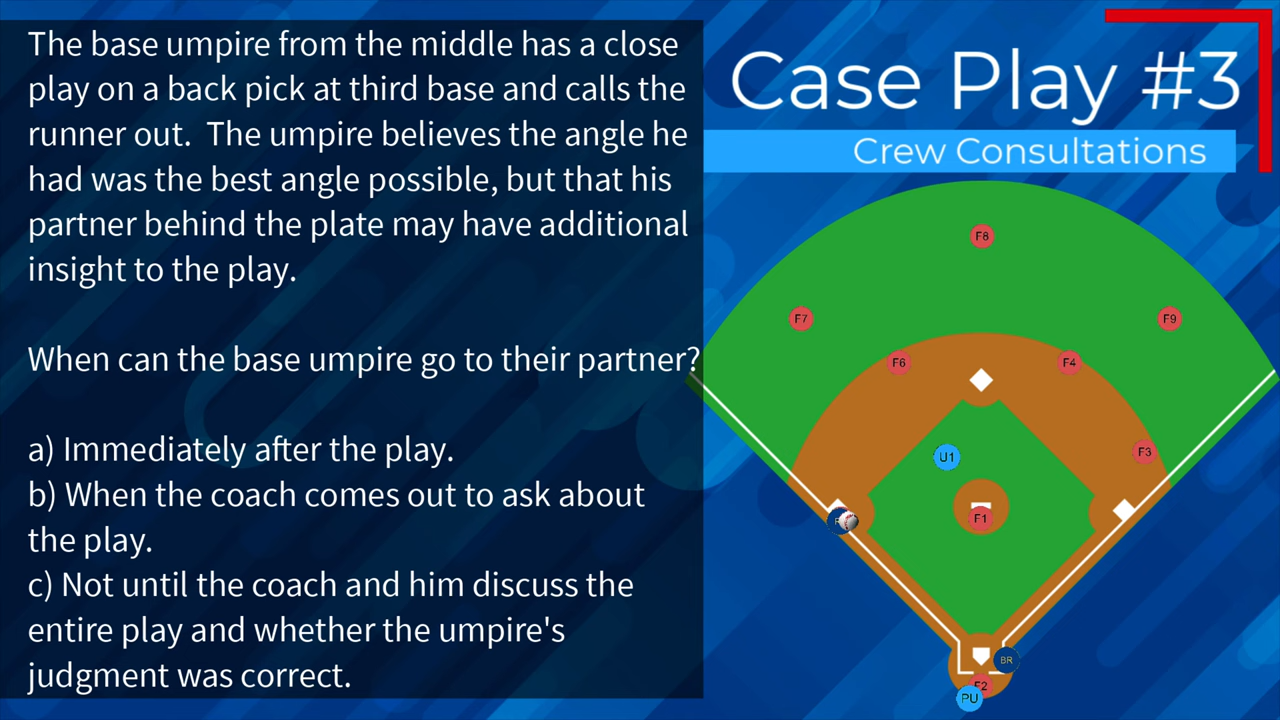 The base umpire from the middle has a close
play on a back pick at third base and calls the
runner out.  The umpire believes the angle he
had was the best angle possible, but that his
partner behind the plate may have additional
insight to the play.
When can the base umpire go to their partner?
a) Immediately after the play.
b) When the coach comes out to ask about
the play.
c) Not until the coach and him discuss the
entire play and whether the umpire's
judgment was correct.
Case Play #3
Crew Consultations
F8
F7
F9
F6
F4
U1
F3
F1
BR
F2
PU